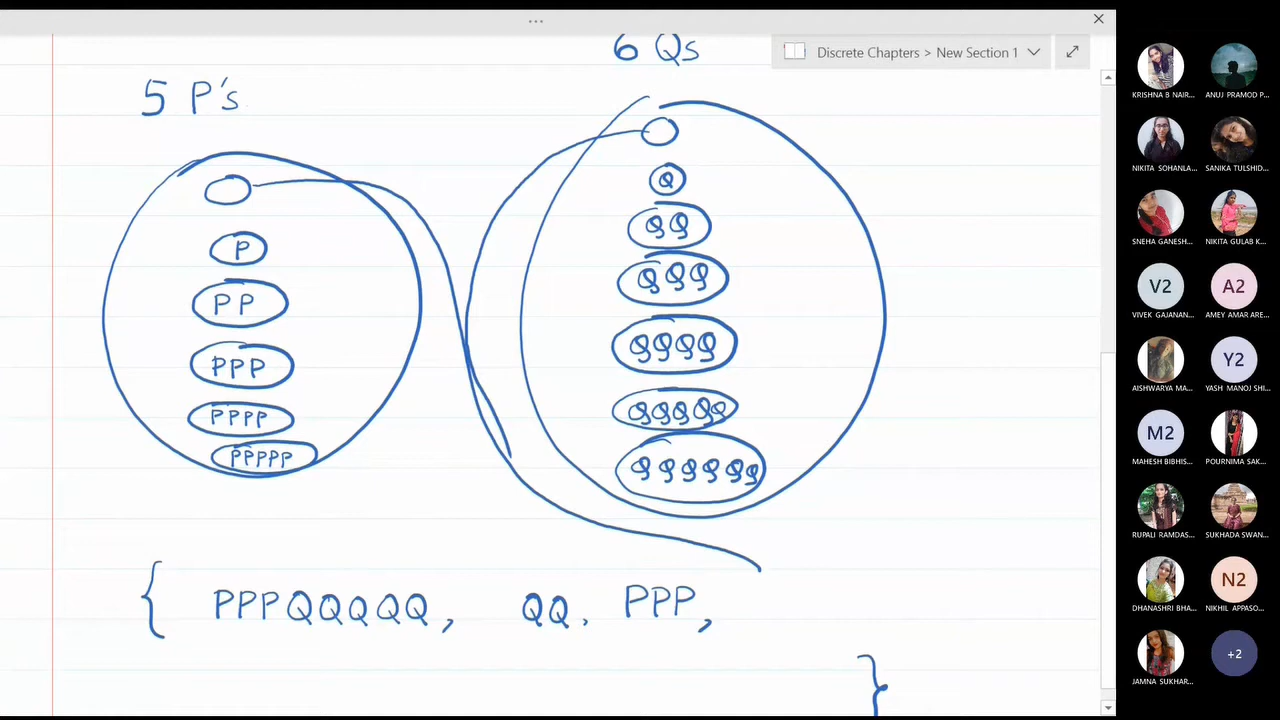 ...
6 Qs
Discrete Chapters > New Section 1
5 P's
P
PP
PPP
PPPP
PPPPP
Q
QQ
QQQ
QQQQ
QQQQQ
QQQQQQ
{ PPPQQQQQ, QQ, PPP,
}
KRISHNA B NAIR...
ANUJ PRAMOD P...
NIKITA SOHANLA...
SANIKA TULSHID...
SNEHA GANESH...
NIKITA GULAB K...
V2
A2
VIVEK GAJANAN...
AMEY AMAR ARE...
Y2
AISHWARYA MA...
YASH MANOJ SHI...
M2
MAHESH BIBHIS...
POURNIMA SAK...
RUPALI RAMDAS...
SUKHADA SWAN...
N2
DHANASHRI BHA...
NIKHIL APPASO...
+2
JAMNA SUKHAR...